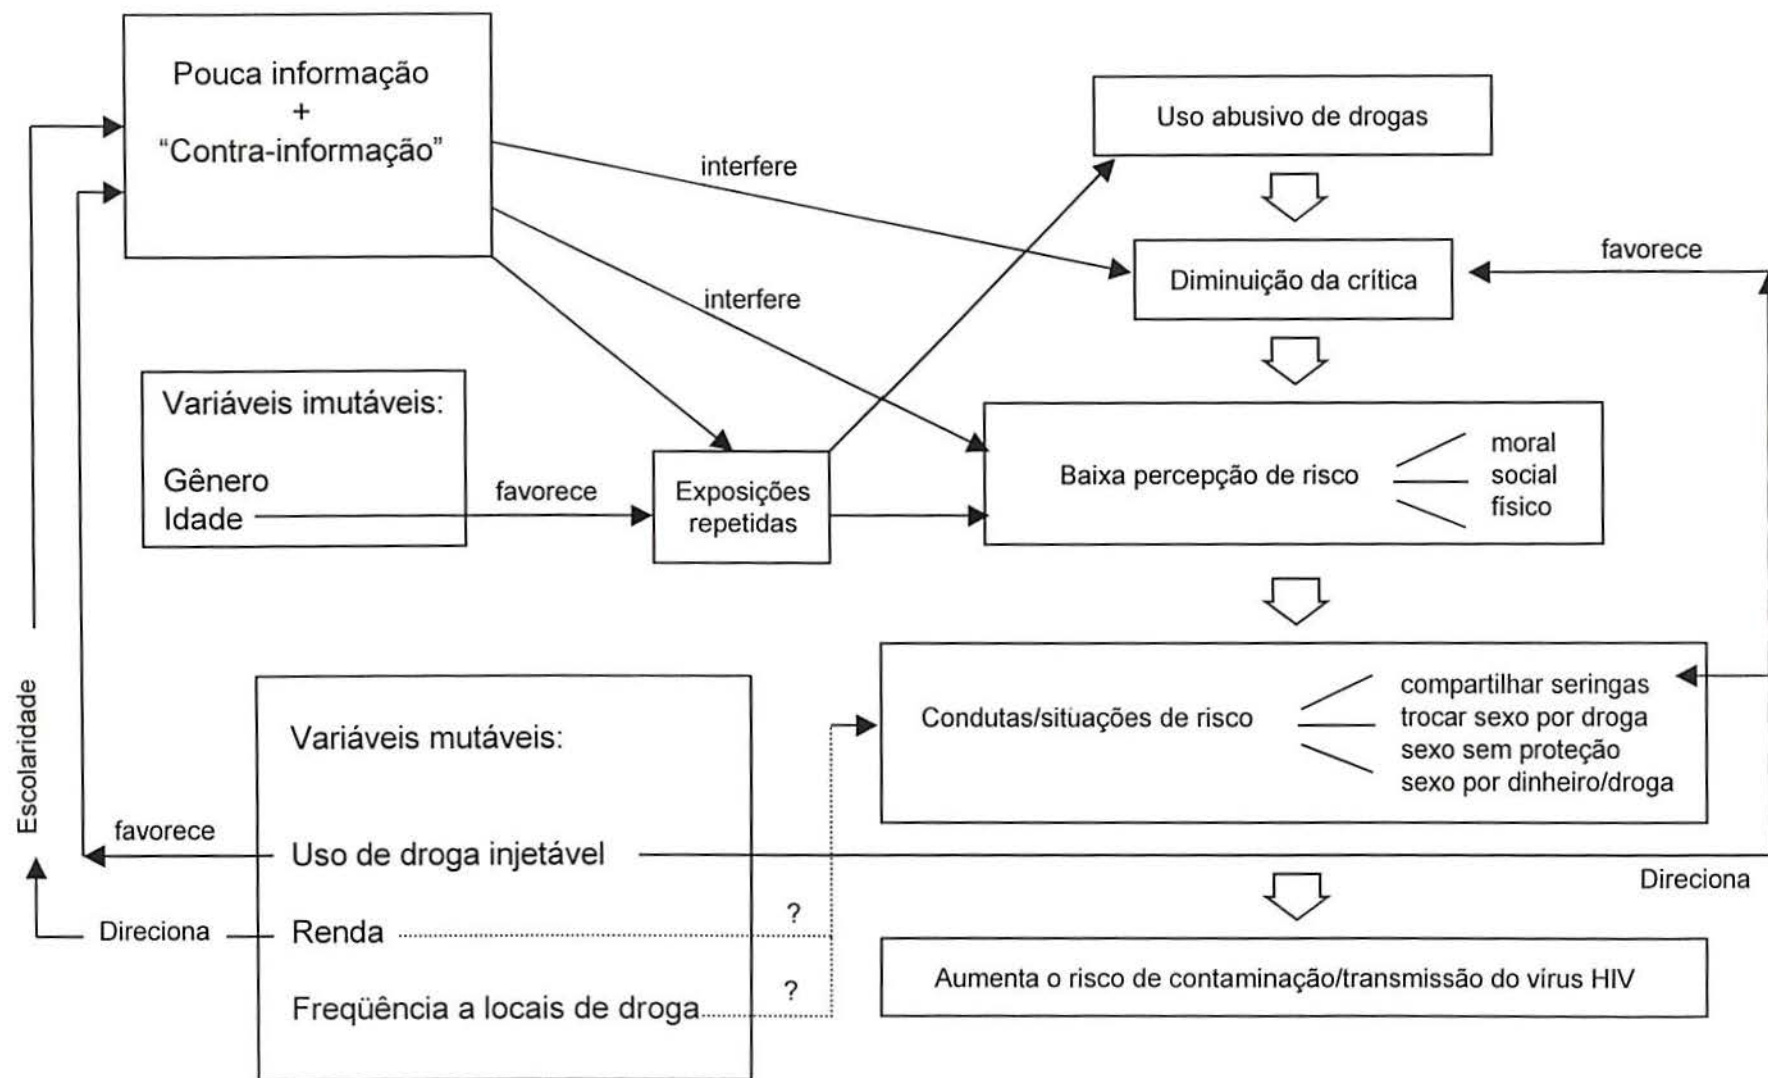 Pouca informação
+
“Contra-informação”
Uso abusivo de drogas
interfere
Diminuição da crítica
favorece
interfere
Variáveis imutáveis:
Gênero
Idade
favorece
Exposições
repetidas
Baixa percepção de risco
moral
social
físico
Escolaridade
Variáveis mutáveis:
Condutas/situações de risco
compartilhar seringas
trocar sexo por droga
sexo sem proteção
sexo por dinheiro/droga
favorece
Uso de droga injetável
Direciona
Direciona
Renda
?
Freqüência a locais de droga
?
Aumenta o risco de contaminação/transmissão do vírus HIV